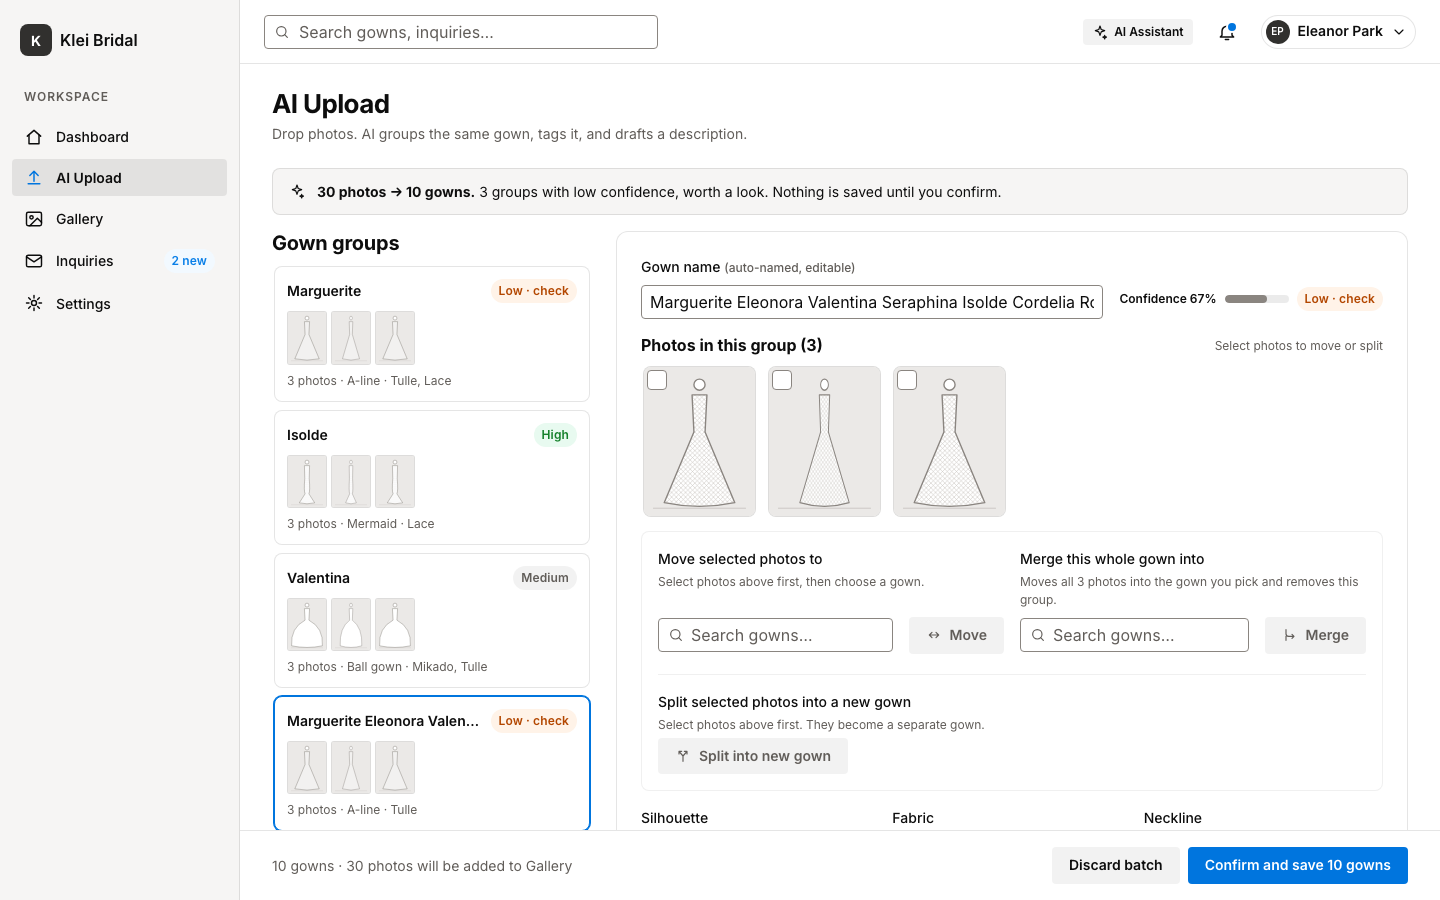 K
Klei Bridal
WORKSPACE
Dashboard
AI Upload
Gallery
Inquiries
2 new
Settings
Search gowns, inquiries...
AI Assistant
EP
Eleanor Park
AI Upload
Drop photos. AI groups the same gown, tags it, and drafts a description.
30 photos → 10 gowns. 3 groups with low confidence, worth a look. Nothing is saved until you confirm.
Gown groups
Marguerite
Low · check
3 photos · A-line · Tulle, Lace
Isolde
High
3 photos · Mermaid · Lace
Valentina
Medium
3 photos · Ball gown · Mikado, Tulle
Marguerite Eleonora Valen...
Low · check
3 photos · A-line · Tulle
Gown name (auto-named, editable)
Marguerite Eleonora Valentina Seraphina Isolde Cordelia
Confidence 67%
Low · check
Photos in this group (3)
Select photos to move or split
Move selected photos to
Select photos above first, then choose a gown.
Search gowns...
Move
Merge this whole gown into
Moves all 3 photos into the gown you pick and removes this
group.
Search gowns...
Merge
Split selected photos into a new gown
Select photos above first. They become a separate gown.
Split into new gown
Silhouette
Fabric
Neckline
10 gowns · 30 photos will be added to Gallery
Discard batch
Confirm and save 10 gowns